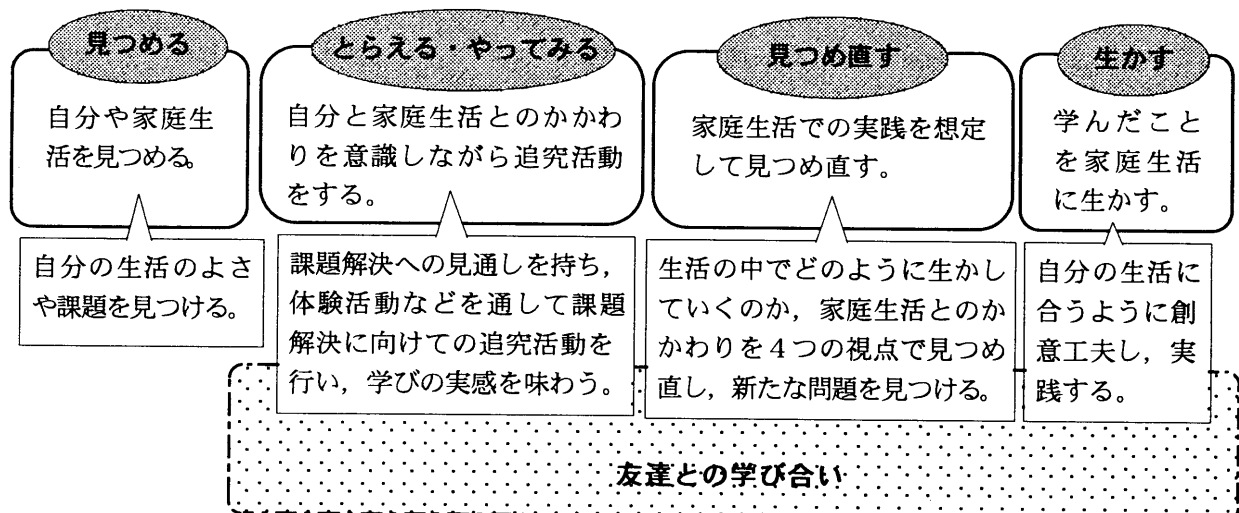 見つめる
自分や家庭生
活を見つめる。
自分の生活のよさ
や課題を見つける。
とらえる・やってみる
自分と家庭生活とのかかわ
りを意識しながら追究活動
をする。
課題解決への見通しを持ち,
体験活動などを通して課題
解決に向けての追究活動を
行い,学びの実感を味わう。
見つめ直す
家庭生活での実践を想定
して見つめ直す。
生活の中でどのように生かし
ていくのか,家庭生活とのか
かわりを4つの視点で見つめ
直し,新たな問題を見つける。
生かす
学んだこと
を家庭生活
に生かす。
自分の生活に
合うように創
意工夫し,実
践する。
友達との学び合い